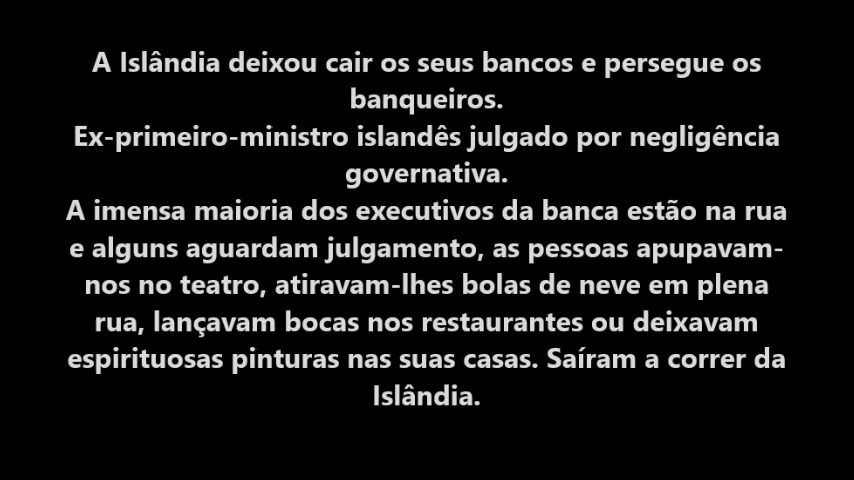 A Islândia deixou cair os seus bancos e persegue os
banqueiros.
Ex-primeiro-ministro islandês julgado por negligência
governativa.
A imensa maioria dos executivos da banca estão na rua
e alguns aguardam julgamento, as pessoas apupavam-
nos no teatro, atiravam-lhes bolas de neve em plena
rua, lançavam bocas nos restaurantes ou deixavam
espirituosas pinturas nas suas casas. Saíram a correr da
Islândia.